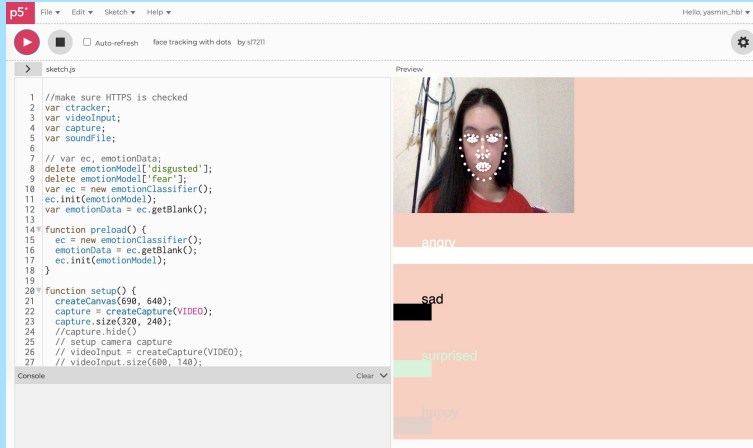 p5* File ▾ Edit ▾ Sketch ▾ Help ▾ Hello, yasmin_hb! ▾
Auto-refresh face tracking with dots by sl7211
> sketch.js
Preview
1 //make sure HTTPS is checked
2 var ctracker;
3 var videoInput;
4 var capture;
5 var soundFile;
6
7 // var ec, emotionData;
8 delete emotionModel['disgusted'];
9 delete emotionModel['fear'];
10 var ec = new emotionClassifier();
11 ec.init(emotionModel);
12 var emotionData = ec.getBlank();
13
14 function preload() {
15 ec = new emotionClassifier();
16 emotionData = ec.getBlank();
17 ec.init(emotionModel);
18 }
19
20 function setup() {
21 createCanvas(690, 640);
22 capture = createCapture(VIDEO);
23 capture.size(320, 240);
24 //capture.hide()
25 // setup camera capture
26 // videoInput = createCapture(VIDEO);
27 // videoInput.size(600, 140);
Console Clear
angry
sad
surprised
happy